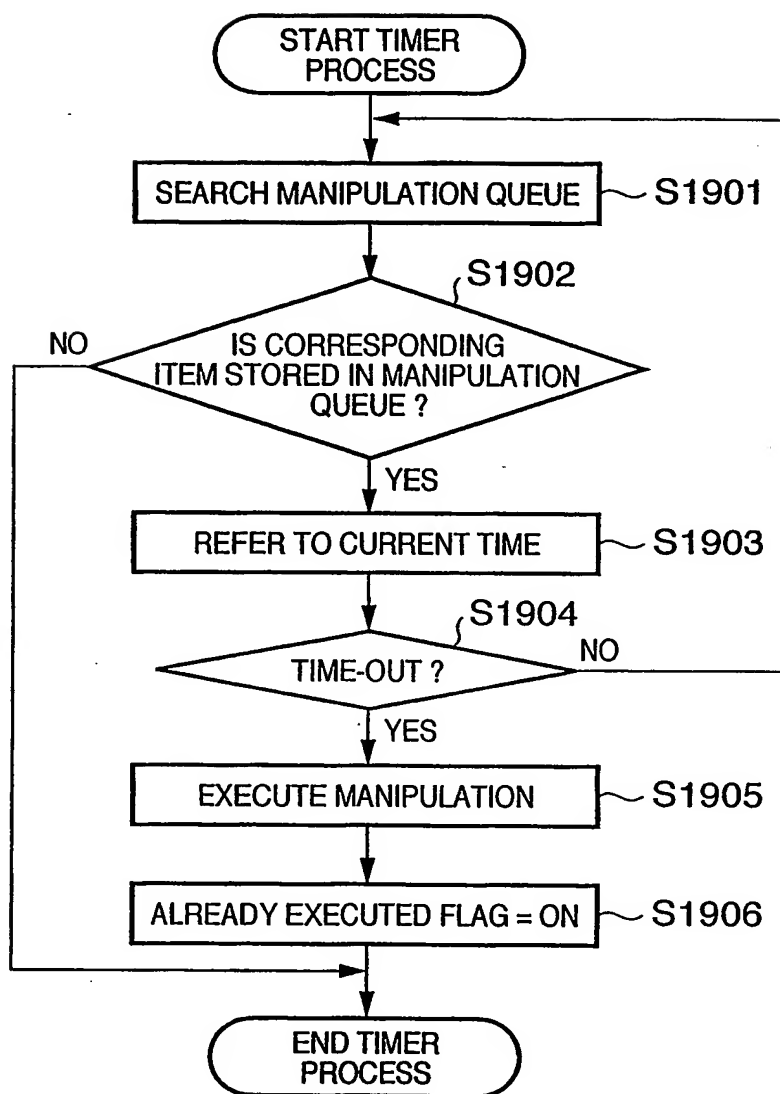 START TIMER
PROCESS
SEARCH MANIPULATION QUEUE
S1901
S1902
NO
IS CORRESPONDING
ITEM STORED IN MANIPULATION
QUEUE ?
YES
REFER TO CURRENT TIME
S1903
S1904
TIME-OUT ?
NO
YES
EXECUTE MANIPULATION
S1905
ALREADY EXECUTED FLAG = ON
S1906
END TIMER
PROCESS